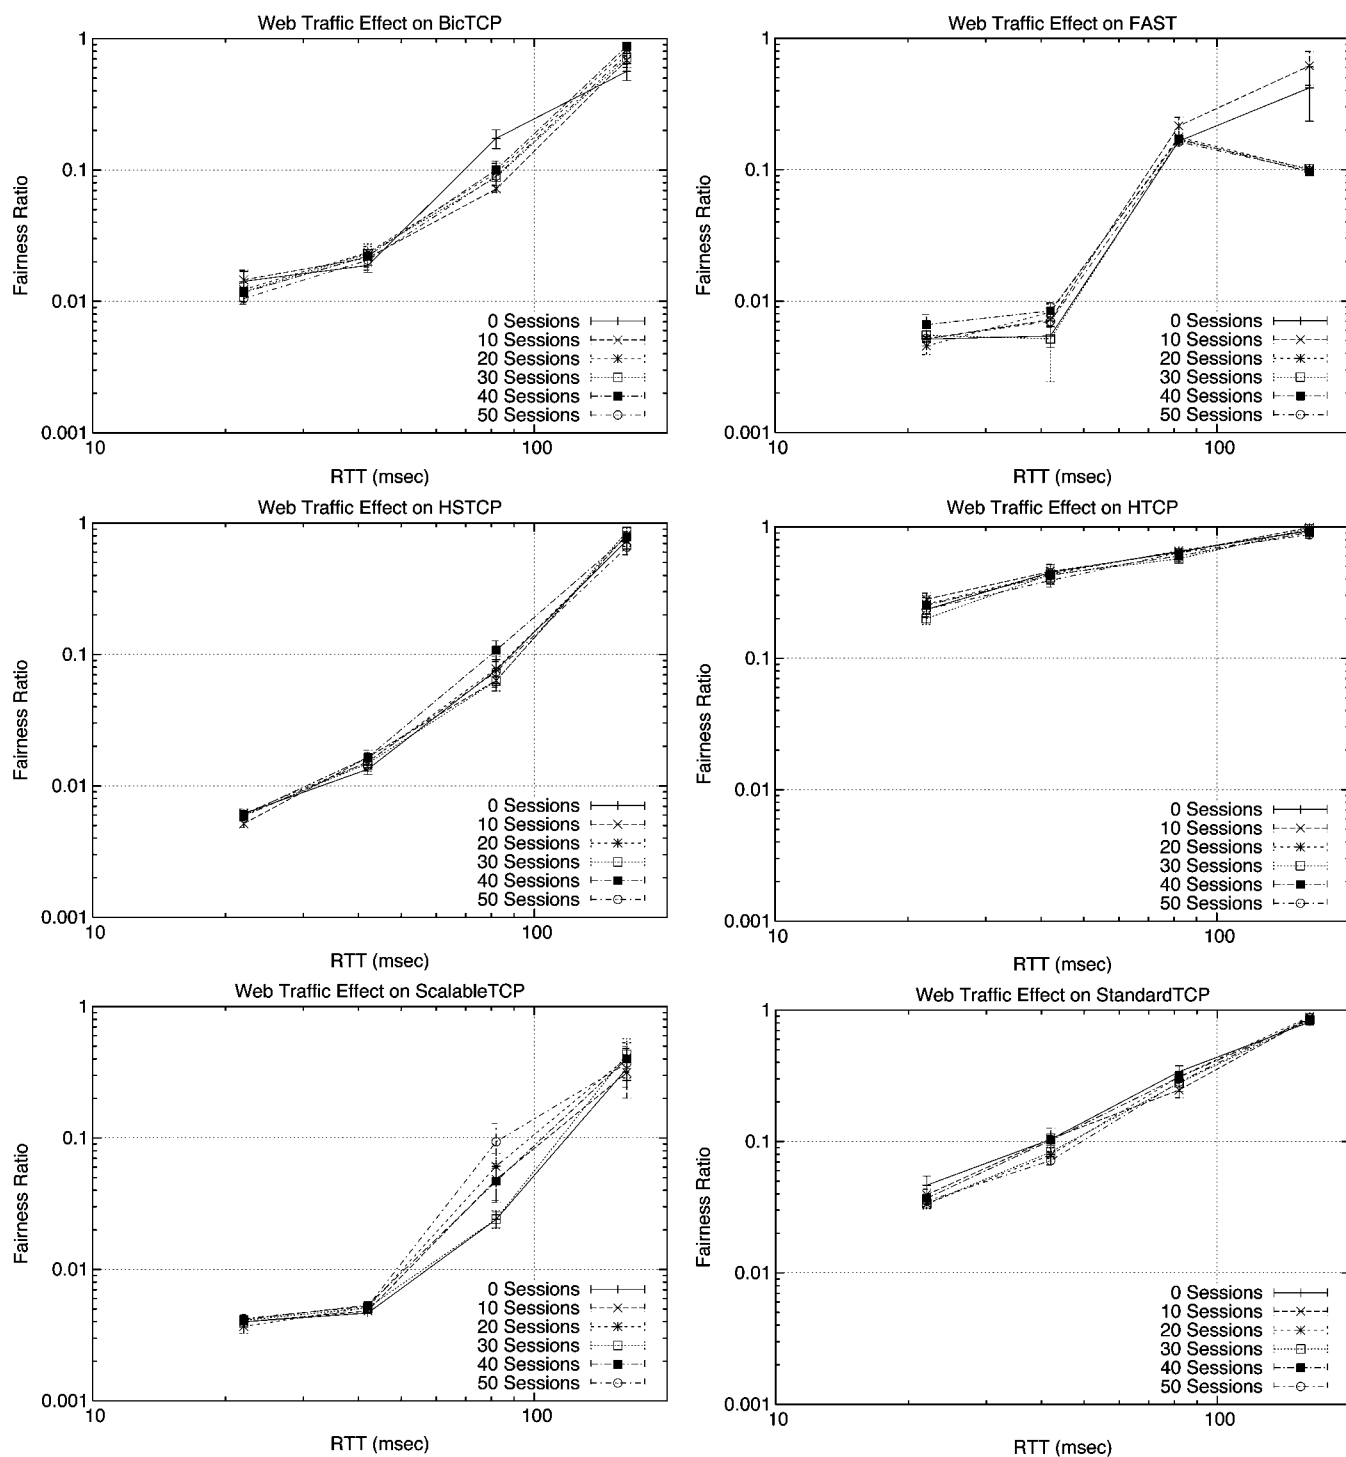 Web Traffic Effect on BicTCP
1
0.1
0.01
0.001
Fairness Ratio
0 Sessions
10 Sessions
20 Sessions
30 Sessions
40 Sessions
50 Sessions
10
100
RTT (msec)
Web Traffic Effect on FAST
1
0.1
0.01
0.001
Fairness Ratio
0 Sessions
10 Sessions
20 Sessions
30 Sessions
40 Sessions
50 Sessions
10
100
RTT (msec)
Web Traffic Effect on HSTCP
1
0.1
0.01
0.001
Fairness Ratio
0 Sessions
10 Sessions
20 Sessions
30 Sessions
40 Sessions
50 Sessions
10
100
RTT (msec)
Web Traffic Effect on HTCP
1
0.1
0.01
0.001
Fairness Ratio
0 Sessions
10 Sessions
20 Sessions
30 Sessions
40 Sessions
50 Sessions
10
100
RTT (msec)
Web Traffic Effect on ScalableTCP
1
0.1
0.01
0.001
Fairness Ratio
0 Sessions
10 Sessions
20 Sessions
30 Sessions
40 Sessions
50 Sessions
10
100
RTT (msec)
Web Traffic Effect on StandardTCP
1
0.1
0.01
0.001
Fairness Ratio
0 Sessions
10 Sessions
20 Sessions
30 Sessions
40 Sessions
50 Sessions
10
100
RTT (msec)